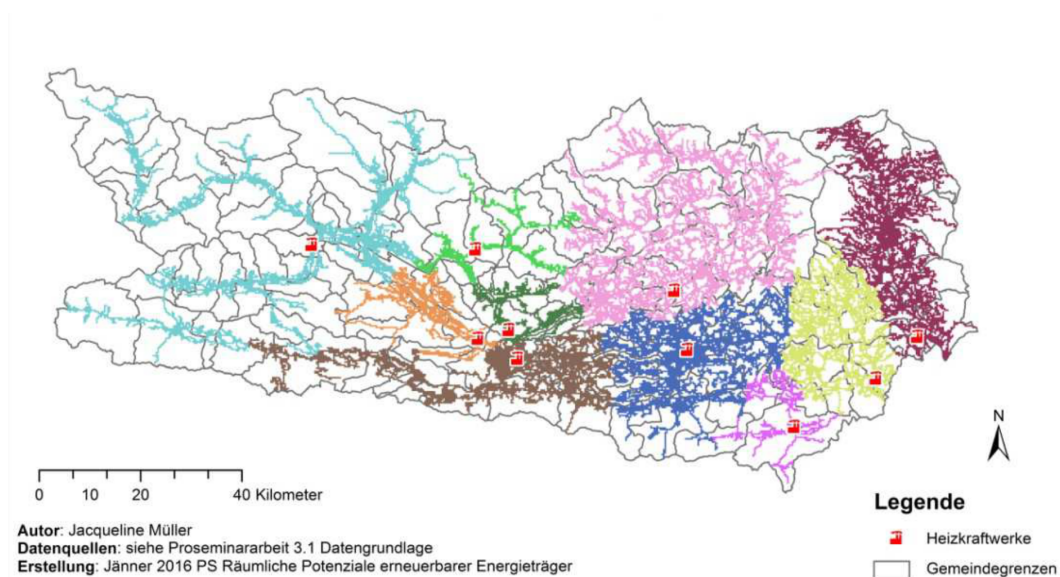 N
0 10 20 40 Kilometer
Autor: Jacqueline Müller
Datenquellen: siehe Proseminararbeit 3.1 Datengrundlage
Erstellung: Jänner 2016 PS Räumliche Potenziale erneuerbarer Energieträger
Legende
Heizkraftwerke
Gemeindegrenzen